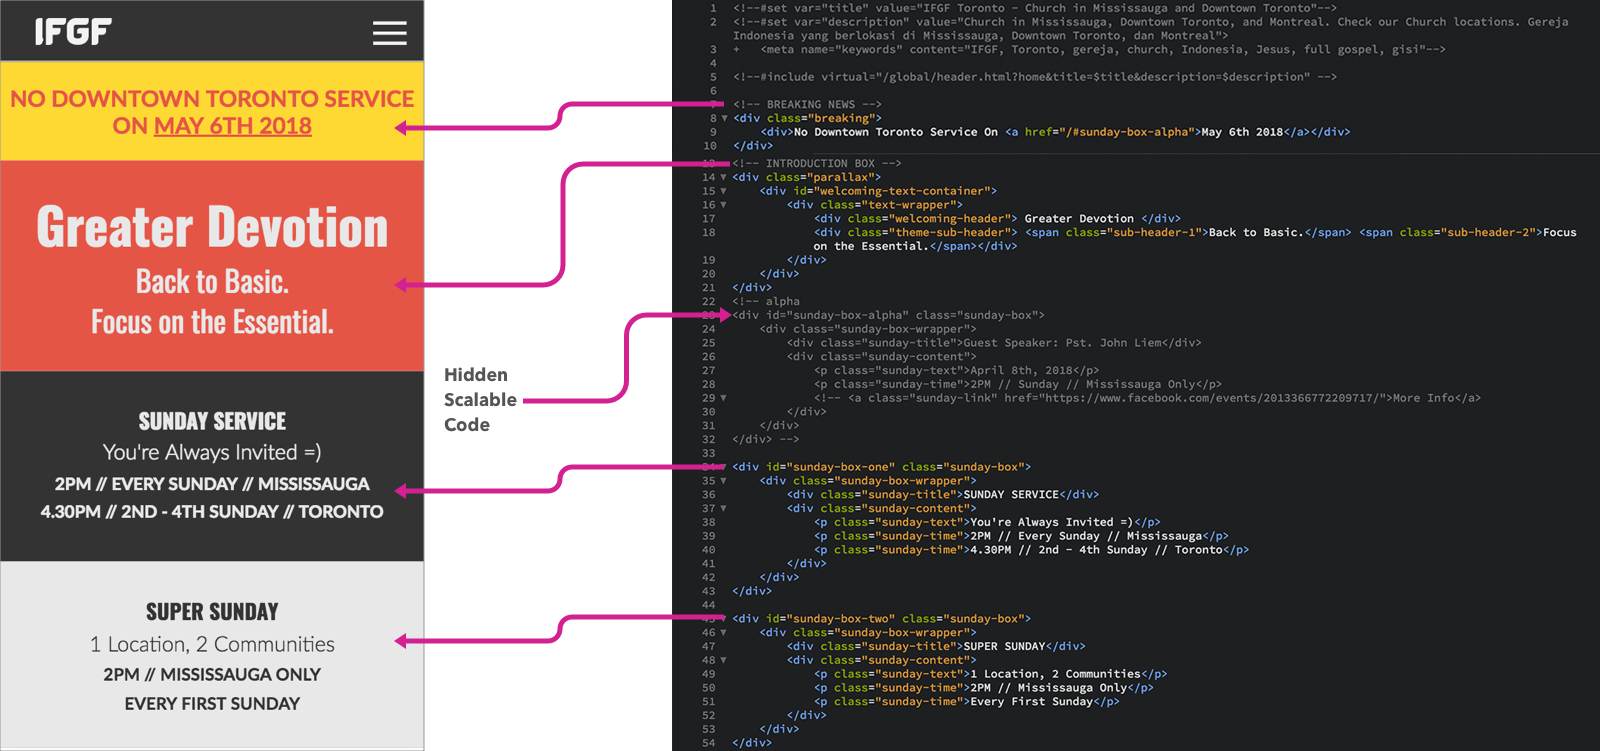 IFGF
NO DOWNTOWN TORONTO SERVICE
ON MAY 6TH 2018
Greater Devotion
Back to Basic.
Focus on the Essential.
SUNDAY SERVICE
You're Always Invited =)
2PM // EVERY SUNDAY // MISSISSAUGA
4.30PM // 2ND - 4TH SUNDAY // TORONTO
SUPER SUNDAY
1 Location, 2 Communities
2PM // MISSISSAUGA ONLY
EVERY FIRST SUNDAY
Hidden
Scalable
Code
1 <!--#set var="title" value="IFGF Toronto - Church in Mississauga and Downtown Toronto"-->
2 <!--#set var="description" value="Church in Mississauga, Downtown Toronto, and Montreal. Check our Church locations. Gereja
Indonesia yang berlokasi di Mississauga, Downtown Toronto, dan Montreal">
3 + <meta name="keywords" content="IFGF, Toronto, gereja, church, Indonesia, Jesus, full gospel, gisi"-->
4
5 <!--#include virtual="/global/header.html?home&title=$title&description=$description" -->
6
7 <!-- BREAKING NEWS -->
8 <div class="breaking">
9 <div>No Downtown Toronto Service On <a href="/#sunday-box-alpha">May 6th 2018</a></div>
10 </div>
13 <!-- INTRODUCTION BOX -->
14 <div class="parallax">
15 <div id="welcoming-text-container">
16 <div class="text-wrapper">
17 <div class="welcoming-header"> Greater Devotion </div>
18 <div class="theme-sub-header"> <span class="sub-header-1">Back to Basic.</span> <span class="sub-header-2">Focus
on the Essential.</span></div>
19 </div>
20 </div>
21 </div>
22 <!-- alpha
23 <div id="sunday-box-alpha" class="sunday-box">
24 <div class="sunday-box-wrapper">
25 <div class="sunday-title">Guest Speaker: Pst. John Liem</div>
26 <div class="sunday-content">
27 <p class="sunday-text">April 8th, 2018</p>
28 <p class="sunday-time">2PM // Sunday // Mississauga Only</p>
29 <!-- <a class="sunday-link" href="https://www.facebook.com/events/2013366772209717/">More Info</a>
30 </div>
31 </div>
32 </div> -->
33
34 <div id="sunday-box-one" class="sunday-box">
35 <div class="sunday-box-wrapper">
36 <div class="sunday-title">SUNDAY SERVICE</div>
37 <div class="sunday-content">
38 <p class="sunday-text">You're Always Invited =)</p>
39 <p class="sunday-time">2PM // Every Sunday // Mississauga</p>
40 <p class="sunday-time">4.30PM // 2nd - 4th Sunday // Toronto</p>
41 </div>
42 </div>
43 </div>
44
45 <div id="sunday-box-two" class="sunday-box">
46 <div class="sunday-box-wrapper">
47 <div class="sunday-title">SUPER SUNDAY</div>
48 <div class="sunday-content">
49 <p class="sunday-text">1 Location, 2 Communities</p>
50 <p class="sunday-time">2PM // Mississauga Only</p>
51 <p class="sunday-time">Every First Sunday</p>
52 </div>
53 </div>
54 </div>